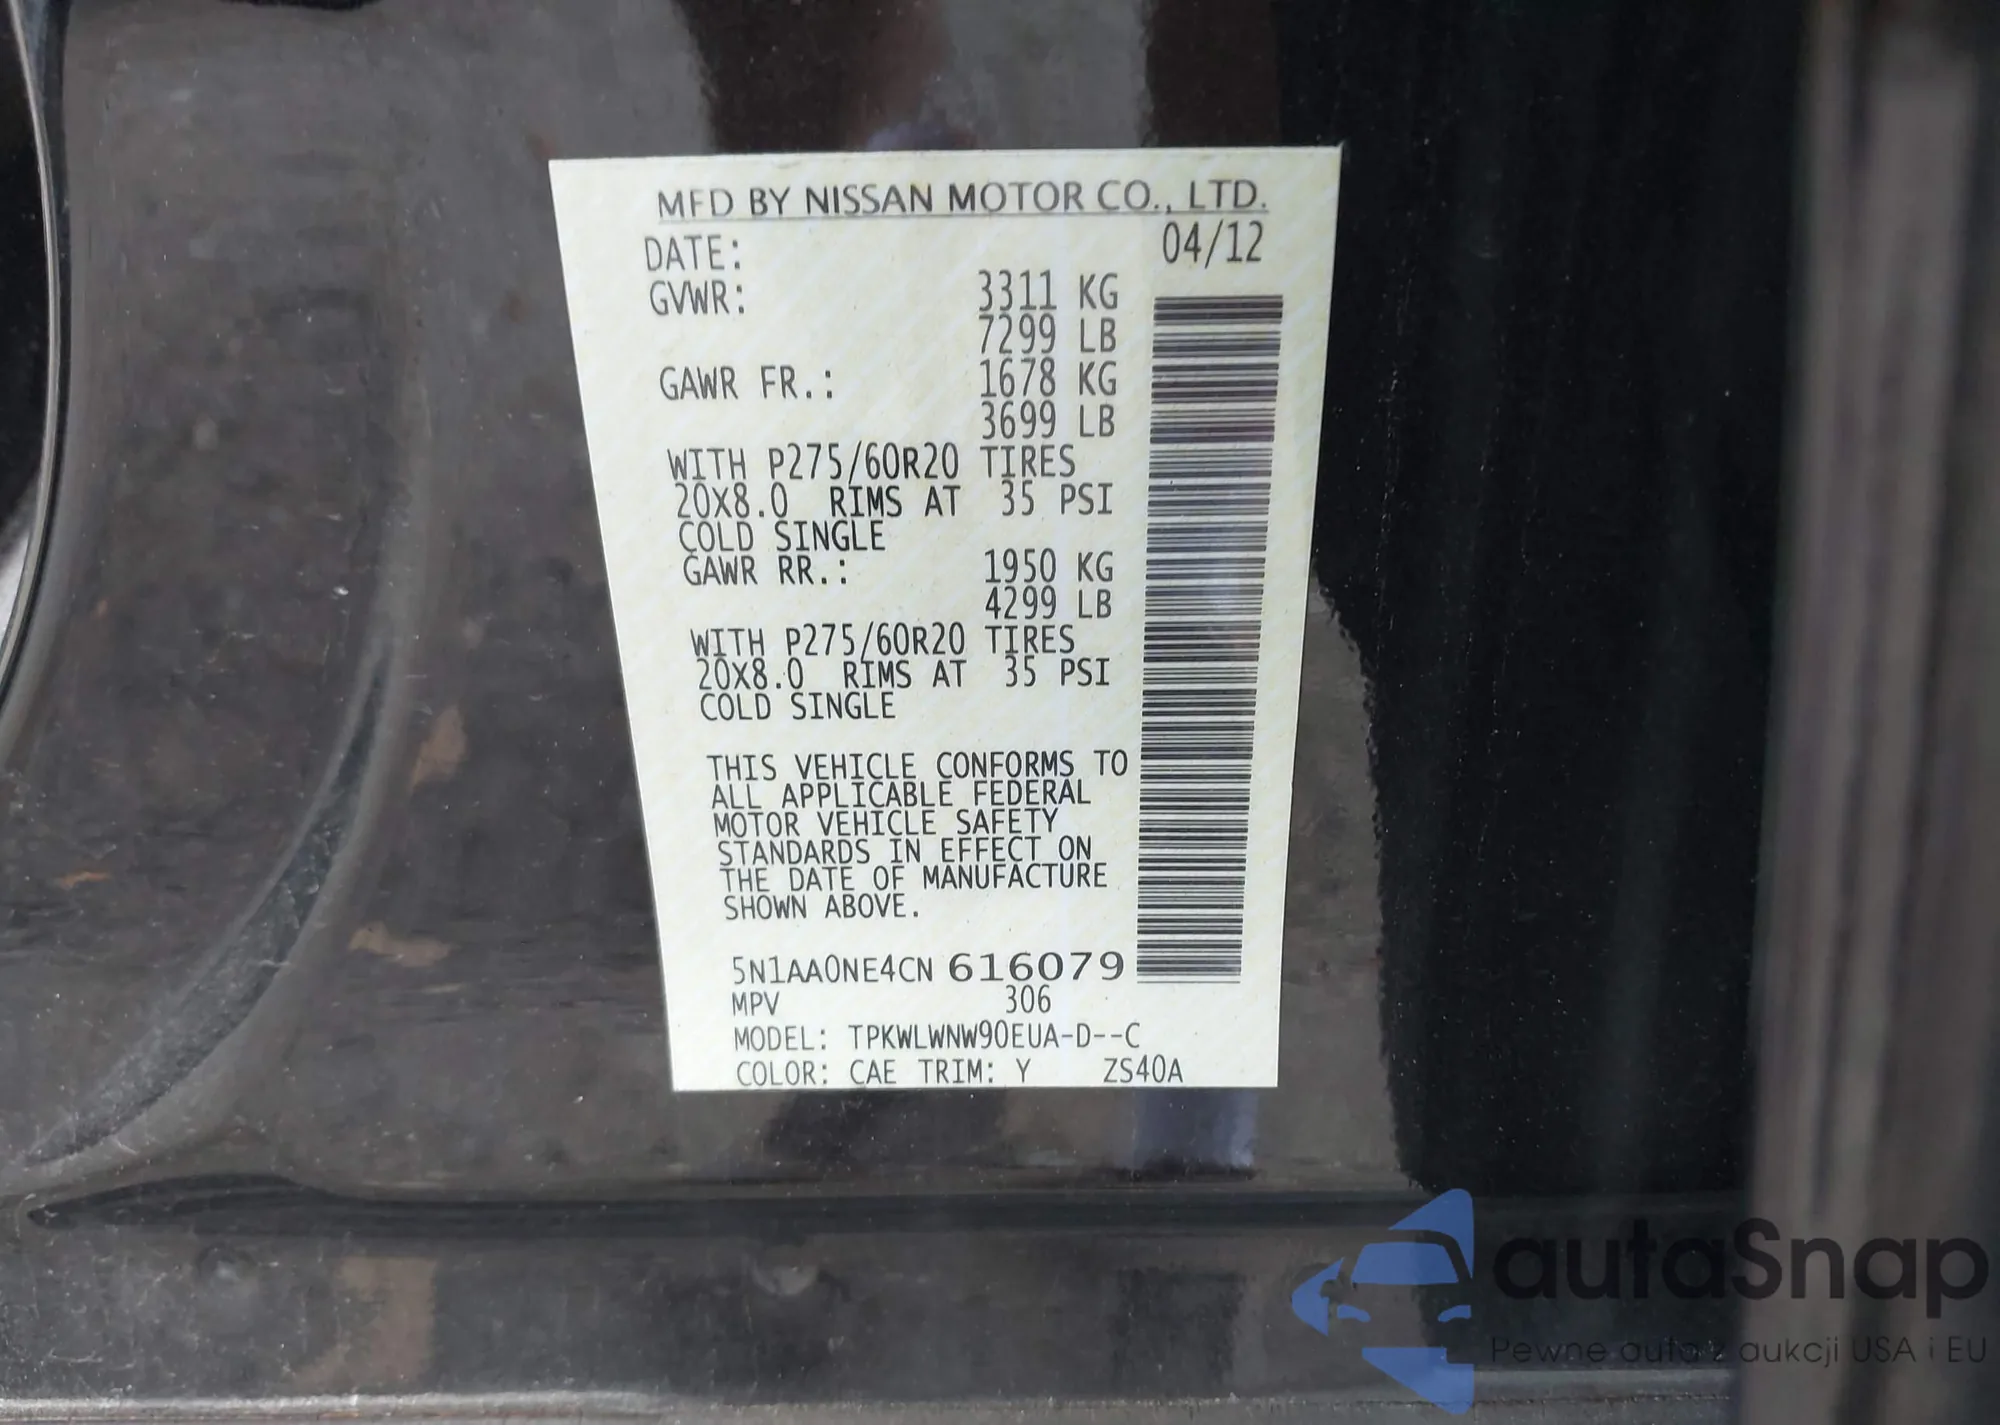 MFD BY NISSAN MOTOR CO., LTD.
DATE: 04/12
GVWR: 3311 KG
7299 LB
GAWR FR.: 1678 KG
3699 LB
WITH P275/60R20 TIRES
20X8.0 RIMS AT 35 PSI
COLD SINGLE
GAWR RR.: 1950 KG
4299 LB
WITH P275/60R20 TIRES
20X8.0 RIMS AT 35 PSI
COLD SINGLE
THIS VEHICLE CONFORMS TO
ALL APPLICABLE FEDERAL
MOTOR VEHICLE SAFETY
STANDARDS IN EFFECT ON
THE DATE OF MANUFACTURE
SHOWN ABOVE.
5N1AA0NE4CN 616079
MPV 306
MODEL: TPKWLWNW90EUA-D--C
COLOR: CAE TRIM: Y ZS40A
autaSnap
Pewne auta z aukcji USA i EU